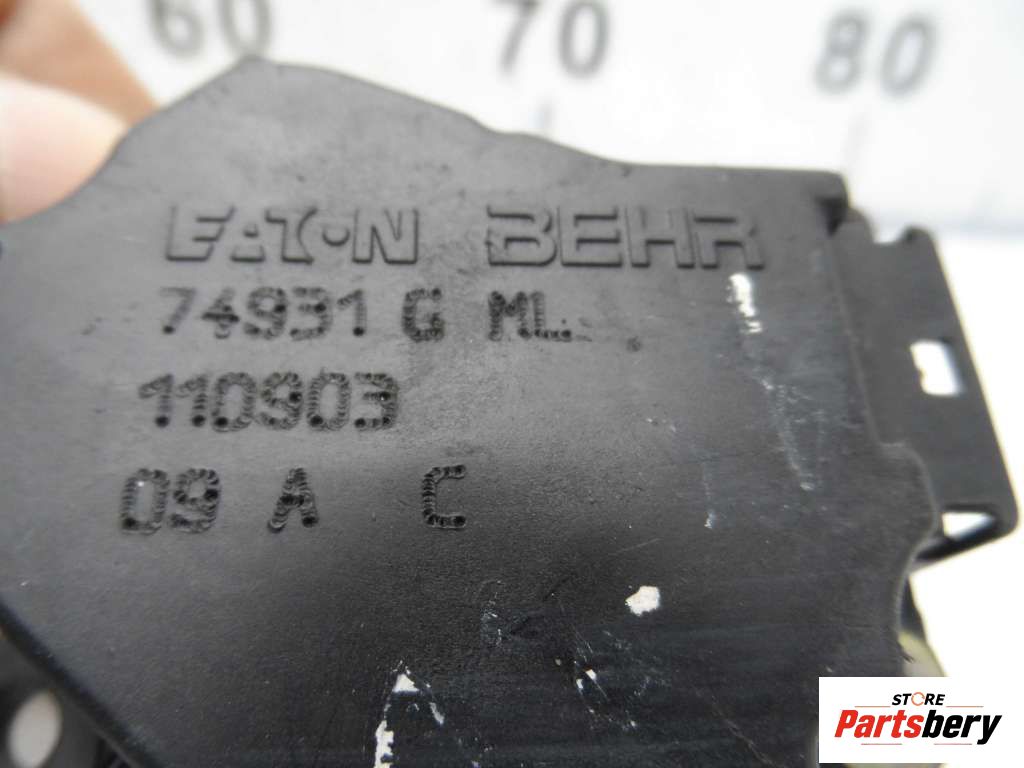 60 70 80
EATON BEHR
74931 G ML
110903
09 A C
STORE
Partsbery